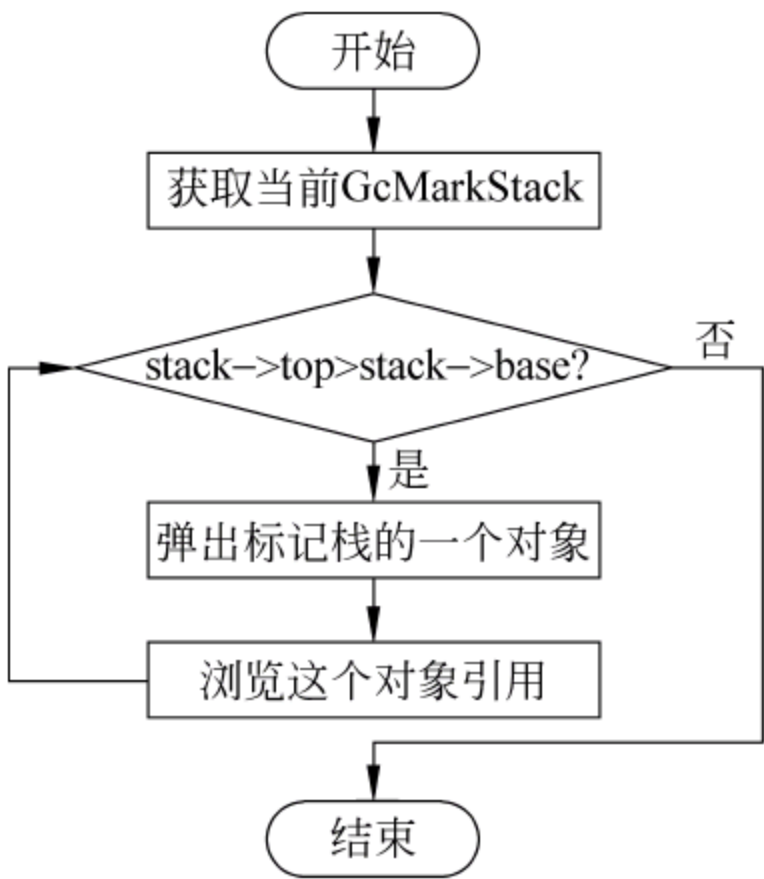 开始
获取当前GcMarkStack
stack->top>stack->base?
否
是
弹出标记栈的一个对象
浏览这个对象引用
结束